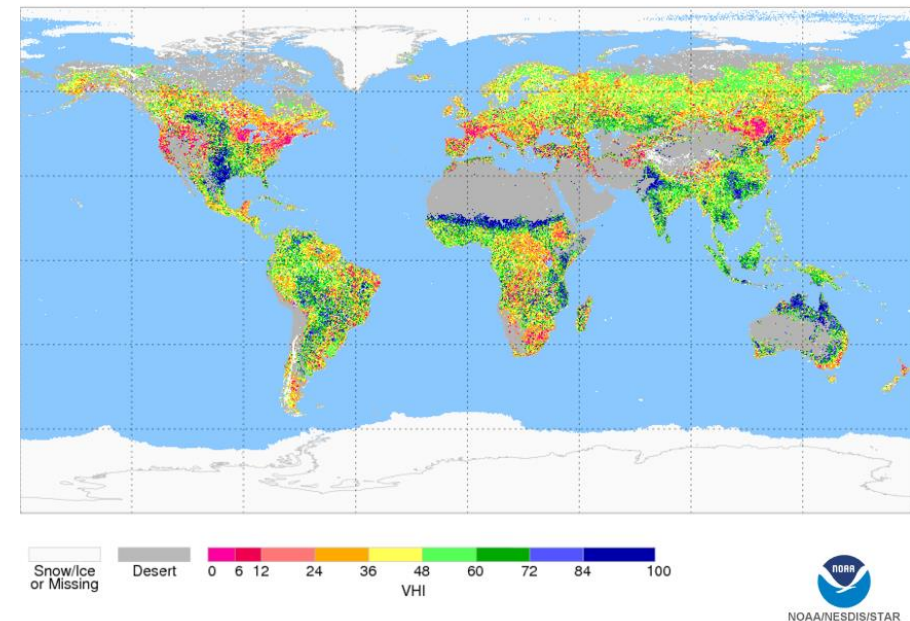 Snow/Ice
or Missing
Desert
0 6 12 24 36 48 60 72 84 100
VHI
NOAA
NOAA/NESDIS/STAR